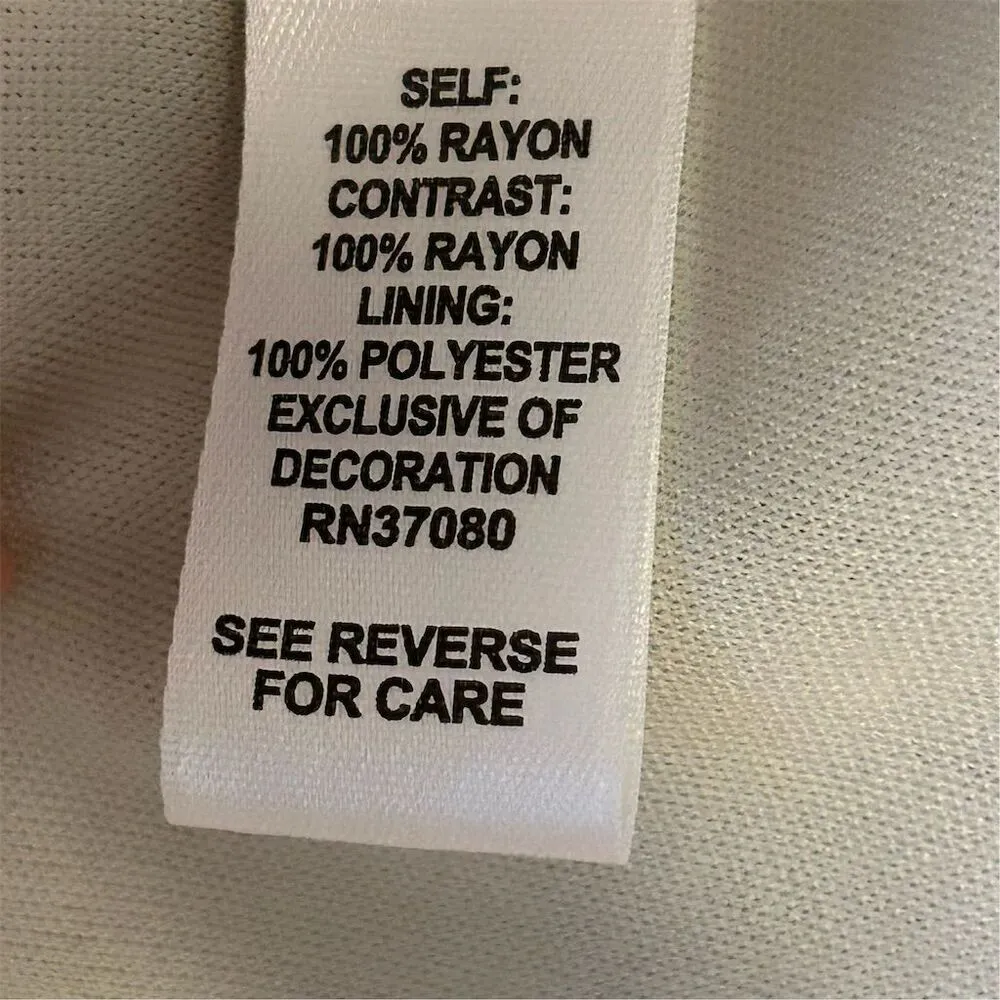 SELF:
100% RAYON
CONTRAST:
100% RAYON
LINING:
100% POLYESTER
EXCLUSIVE OF
DECORATION
RN37080
SEE REVERSE
FOR CARE